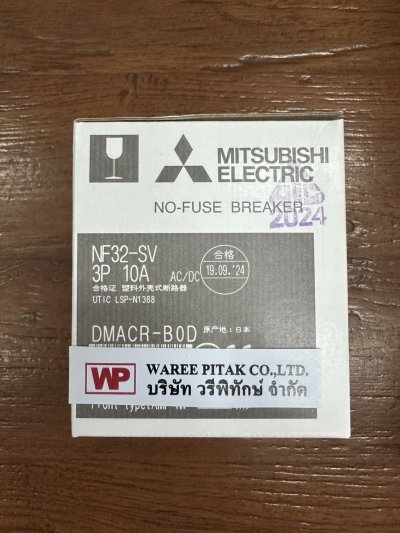 MITSUBISHI
ELECTRIC
NO-FUSE BREAKER
2024
NF32-SV
3P 10A AC/DC
合格
19.09.'24
合格证 塑料外壳式断路器
UTIC LSP-N1368
DMACR-B0D 原产地:日本
WP WAREE PITAK CO.,LTD.
บริษัท วรีพิทักษ์ จำกัด